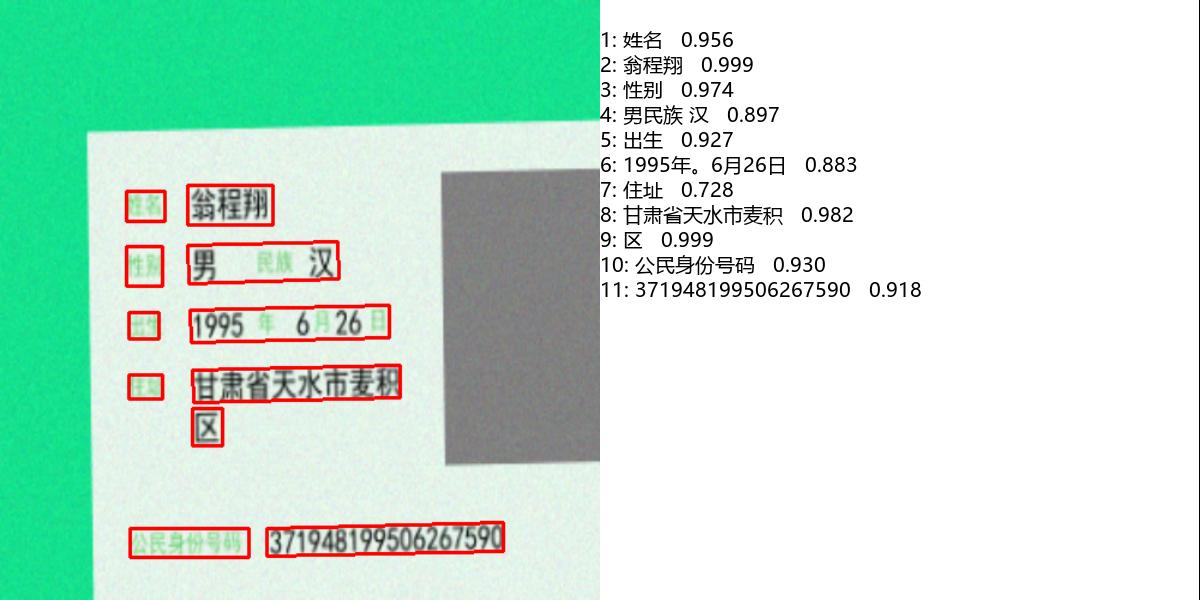 姓名 翁程翔
性别 男 民族 汉
出生 1995 年 6 月 26 日
住址 甘肃省天水市麦积
区
公民身份号码 371948199506267590
1: 姓名 0.956
2: 翁程翔 0.999
3: 性别 0.974
4: 男民族 汉 0.897
5: 出生 0.927
6: 1995年。6月26日 0.883
7: 住址 0.728
8: 甘肃省天水市麦积 0.982
9: 区 0.999
10: 公民身份号码 0.930
11: 371948199506267590 0.918